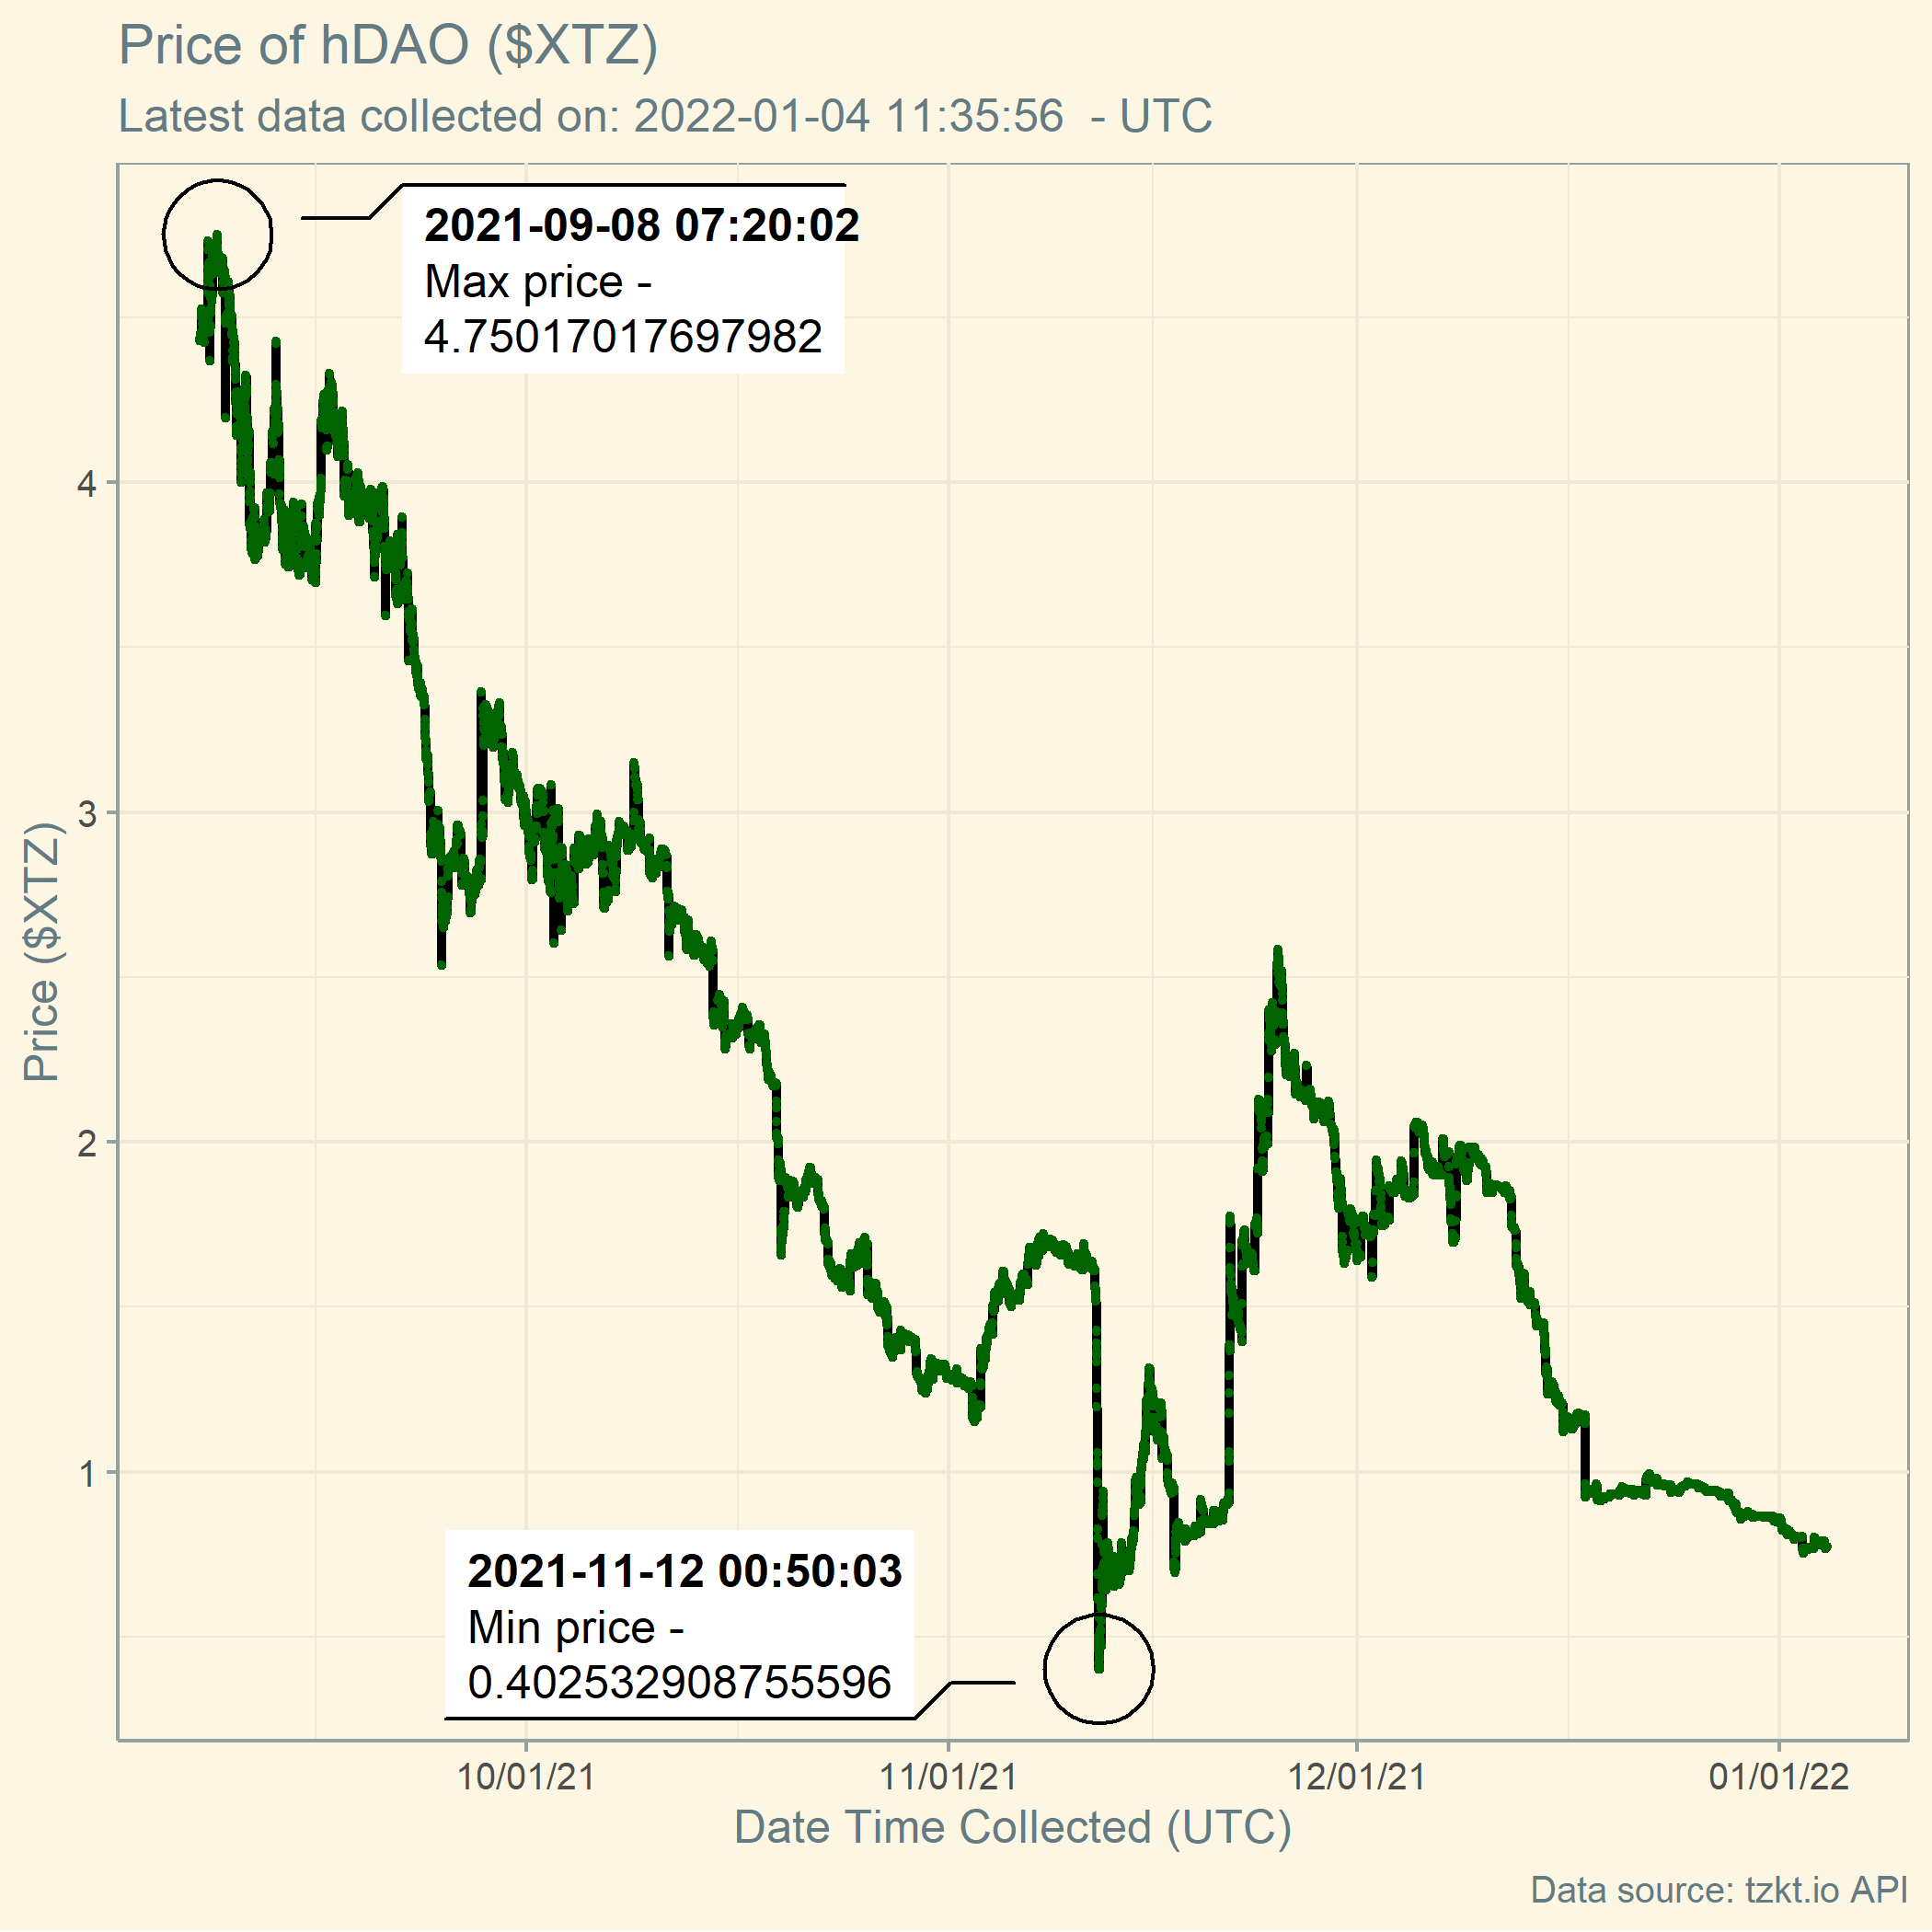 Price of hDAO ($XTZ)
Latest data collected on: 2022-01-04 11:35:56  - UTC
2021-09-08 07:20:02
Max price -
4.75017017697982
4
3
2
1
Price ($XTZ)
2021-11-12 00:50:03
Min price -
0.402532908755596
10/01/21
11/01/21
12/01/21
01/01/22
Date Time Collected (UTC)
Data source: tzkt.io API